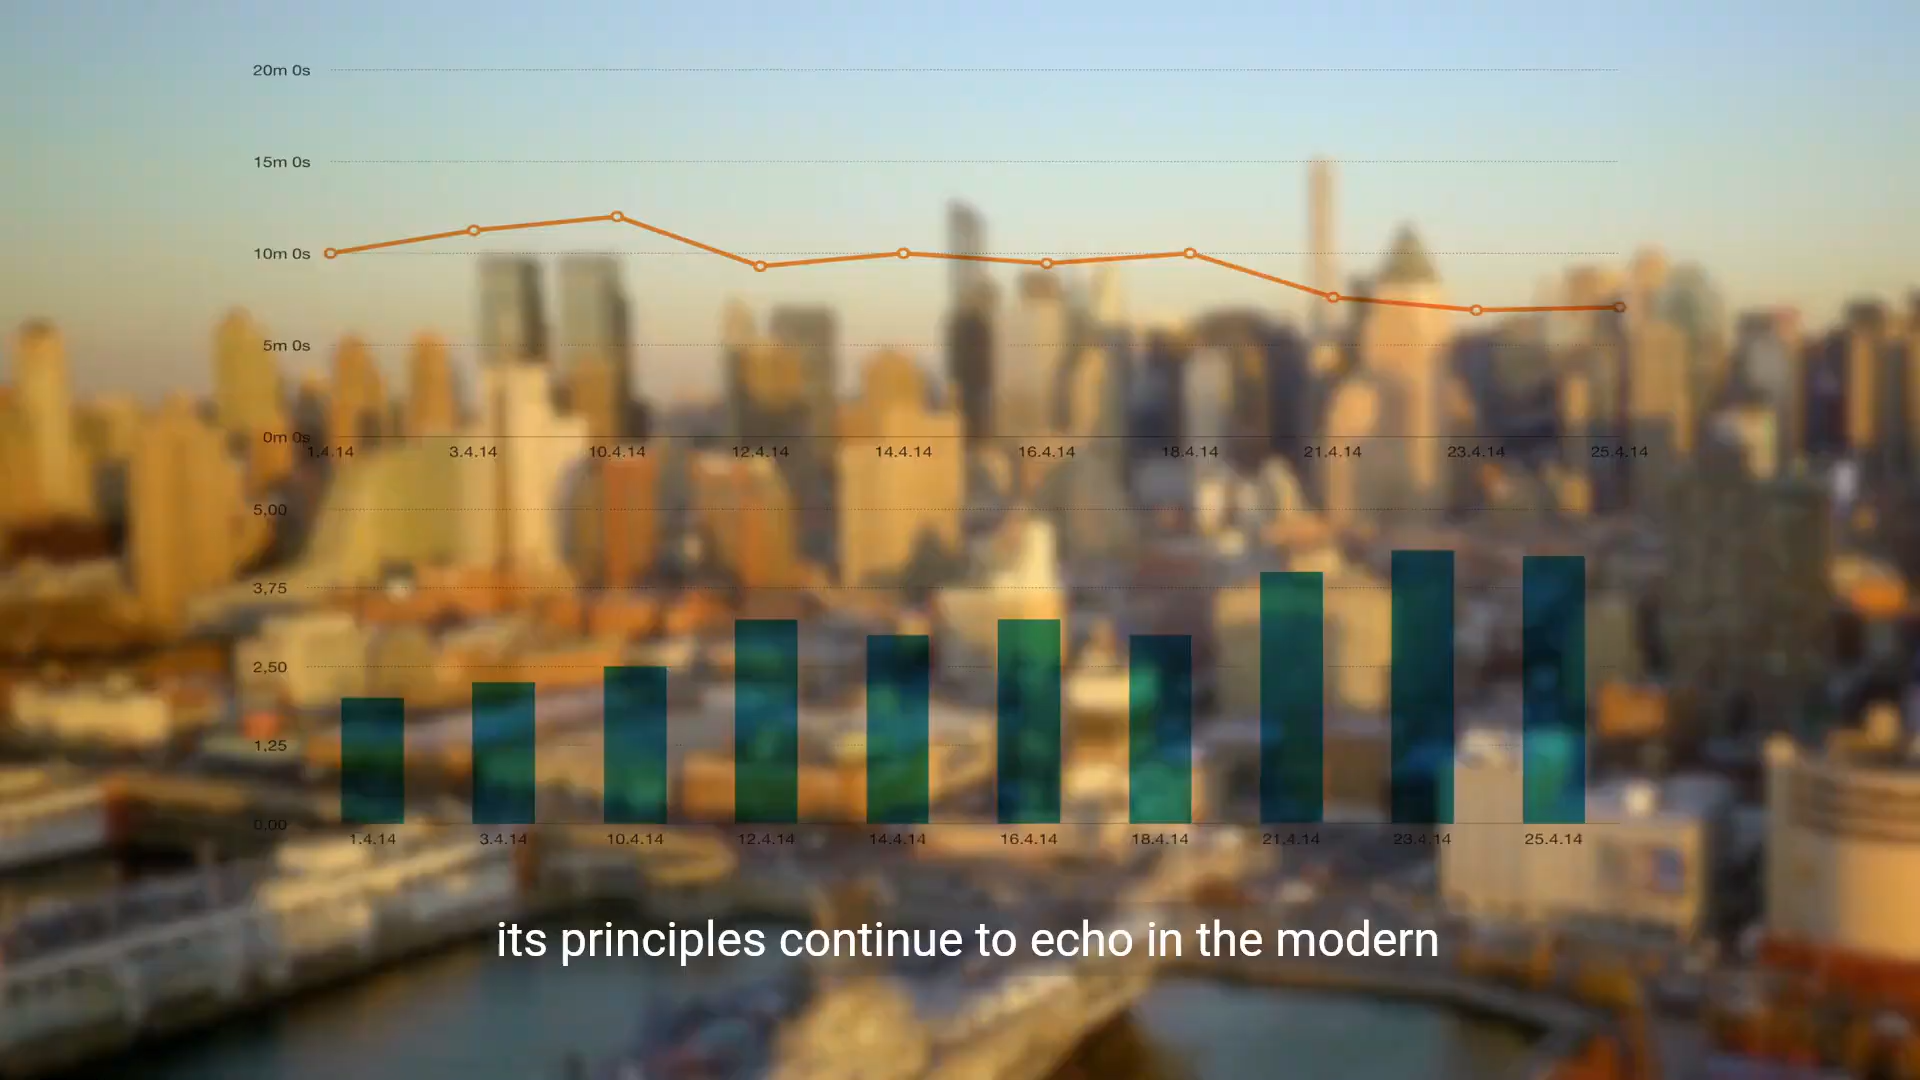 20m 0s
15m 0s
10m 0s
5m 0s
0m 0s
1.4.14 3.4.14 10.4.14 12.4.14 14.4.14 16.4.14 18.4.14 21.4.14 23.4.14 25.4.14
5,00
3,75
2,50
1,25
0,00
1.4.14 3.4.14 10.4.14 12.4.14 14.4.14 16.4.14 18.4.14 21.4.14 23.4.14 25.4.14
its principles continue to echo in the modern